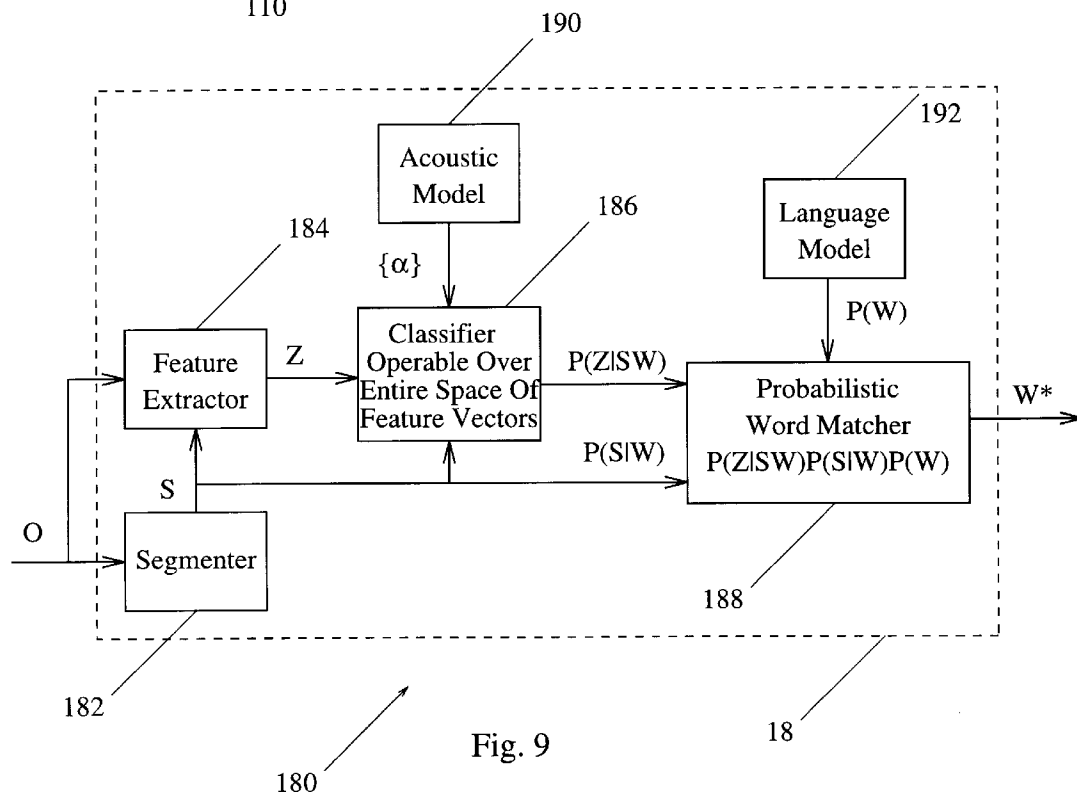 110
190
192
Acoustic
Model
Language
Model
184
186
{α}
P(W)
Feature
Extractor
Z
Classifier
Operable Over
Entire Space Of
Feature Vectors
P(Z|SW)
Probabilistic
Word Matcher
P(Z|SW)P(S|W)P(W)
W*
P(S|W)
S
O
Segmenter
188
182
18
Fig. 9
180